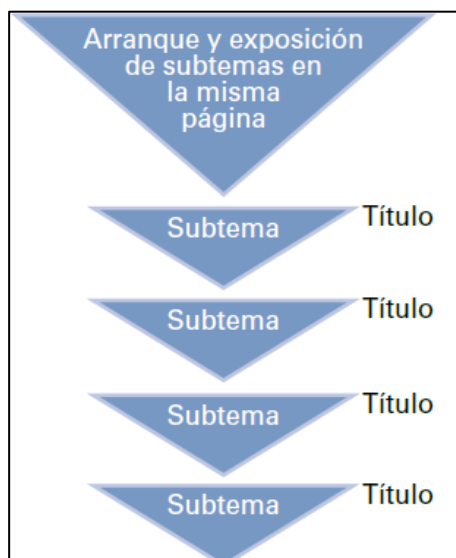 Arranque y exposición
de subtemas en
la misma
página
Subtema
Título
Subtema
Título
Subtema
Título
Subtema
Título